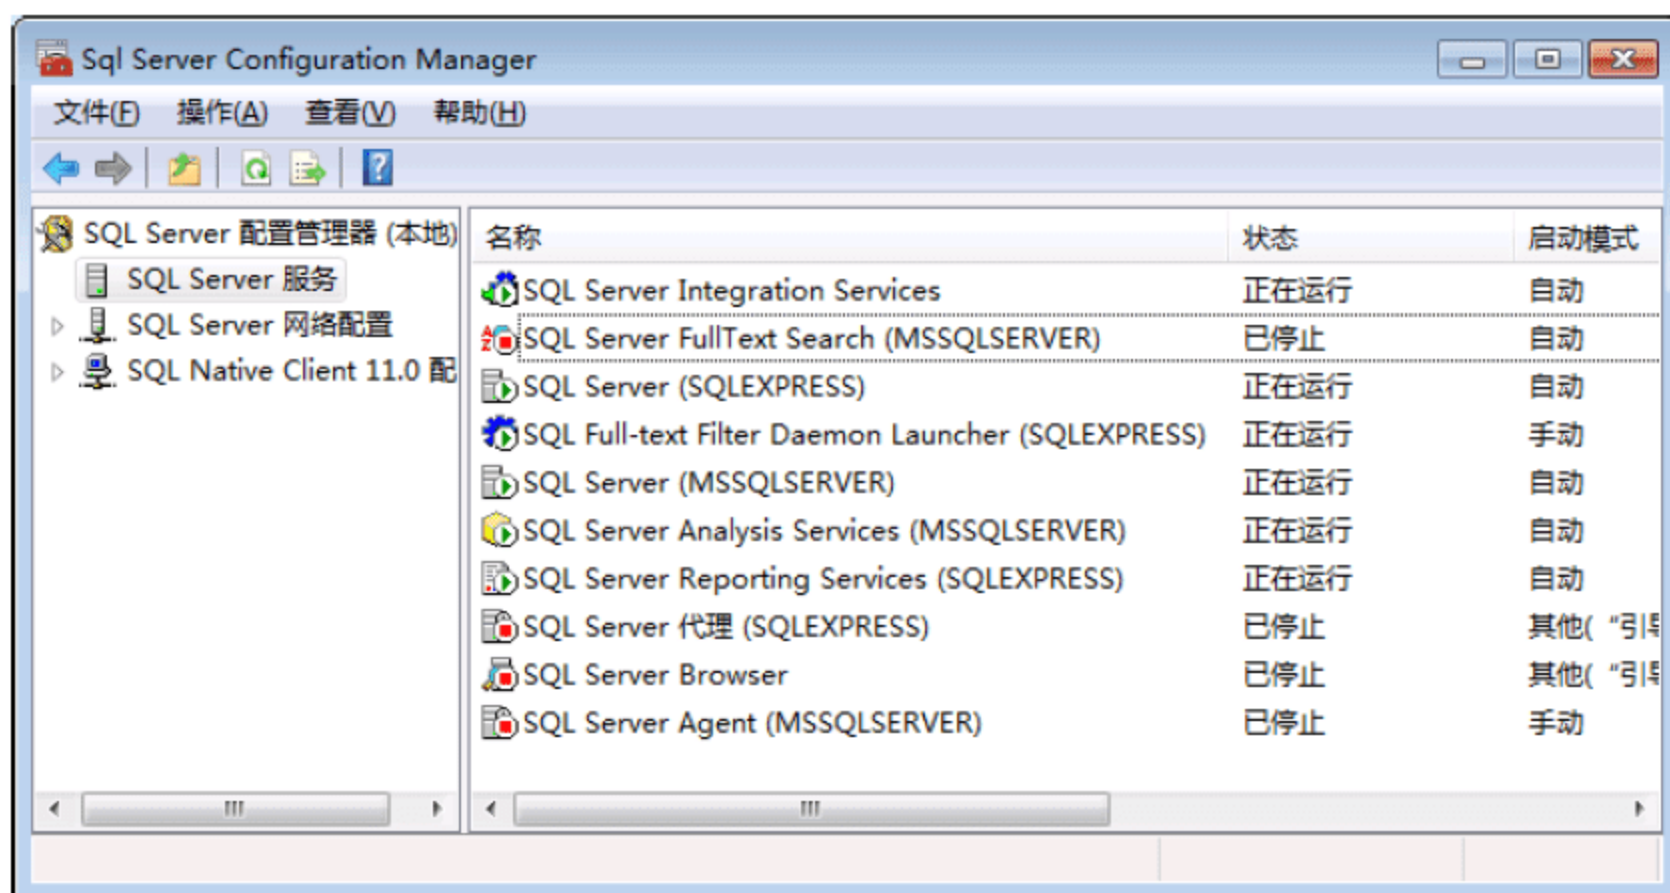 Sql Server Configuration Manager
文件(F) 操作(A) 查看(V) 帮助(H)
SQL Server 配置管理器 (本地)
SQL Server 服务
SQL Server 网络配置
SQL Native Client 11.0 配
名称 状态 启动模式
SQL Server Integration Services 正在运行 自动
SQL Server FullText Search (MSSQLSERVER) 已停止 自动
SQL Server (SQLEXPRESS) 正在运行 自动
SQL Full-text Filter Daemon Launcher (SQLEXPRESS) 正在运行 手动
SQL Server (MSSQLSERVER) 正在运行 自动
SQL Server Analysis Services (MSSQLSERVER) 正在运行 自动
SQL Server Reporting Services (SQLEXPRESS) 正在运行 自动
SQL Server 代理 (SQLEXPRESS) 已停止 其他( “引
SQL Server Browser 已停止 其他( “引
SQL Server Agent (MSSQLSERVER) 已停止 手动